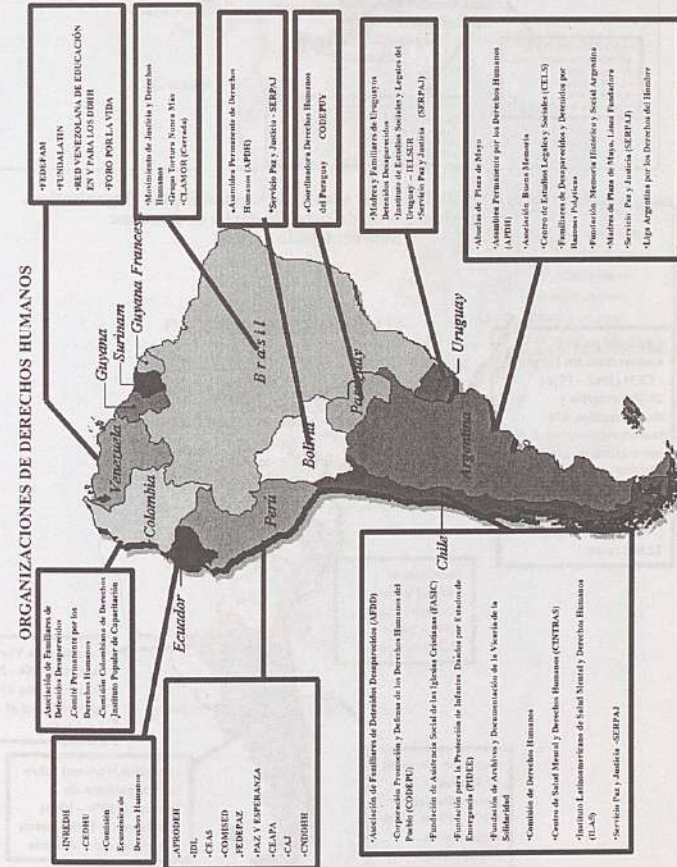 ORGANIZACIONES DE DERECHOS HUMANOS
•Asociación de Familiares de
Detenidos Desaparecidos
•Comité Permanente por los
Derechos Humanos
•Comisión Colombiana de Derechos
Instituto Popular de Capacitación
•INREDH
•CEDHU
•Comisión
Ecuménica de
Derechos Humanos
•APRODEH
•IDL
•CEAS
•COMISED
•FEDEPAZ
•PAZ Y ESPERANZA
•CEAPA
•CAJ
•CNDDHH
•Asociación de Familiares de Detenidos Desaparecidos (AFDD)
•Corporación Promoción y Defensa de los Derechos Humanos del
Pueblo (CODEPU)
•Fundación de Asistencia Social de las Iglesias Cristianas (FASIC)
•Fundación para la Protección de Infantes Dañados por Estados de
Emergencia (PIDEE)
•Fundación de Archivos y Documentación de la Vicaría de la
Solidaridad
•Comisión de Derechos Humanos
•Centro de Salud Mental y Derechos Humanos (CINTRAS)
•Instituto Latinoamericano de Salud Mental y Derechos Humanos
(ILAS)
•Servicio Paz y Justicia -SERPAJ
Venezuela
Guyana
Surinam
Guyana Frances
Colombia
Ecuador
Perú
Brasil
Bolivia
Paraguay
Chile
Argentina
Uruguay
•FEDEFAM
•FUNDALATIN
•RED VENEZOLANA DE EDUCACIÓN
EN Y PARA LOS DDHH
•FORO POR LA VIDA
•Movimiento de Justicia y Derechos
Humanos
•Grupo Tortura Nunca Mas
•CLAMOR (Cerrada)
•Asamblea Permanente de Derechos
Humanos (APDH)
•Servicio Paz y Justicia - SERPAJ
•Coordinadora Derechos Humanos
del Paraguay CODEPUY
•Madres y Familiares de Uruguayos
Detenidos Desaparecidos
•Instituto de Estudios Sociales y Legales del
Uruguay – IELSUR
•Servicio Paz y Justicia (SERPAJ)
•Abuelas de Plaza de Mayo
•Asamblea Permanente por los Derechos Humanos
(APDH)
•Asociación Buena Memoria
•Centro de Estudios Legales y Sociales (CELS)
•Familiares de Desaparecidos y Detenidos por
Razones Políticas
•Fundación Memoria Historica y Social Argentina
•Madres de Plaza de Mayo, Línea Fundadora
•Servicio Paz y Justicia (SERPAJ)
•Liga Argentina por los Derechos del Hombre